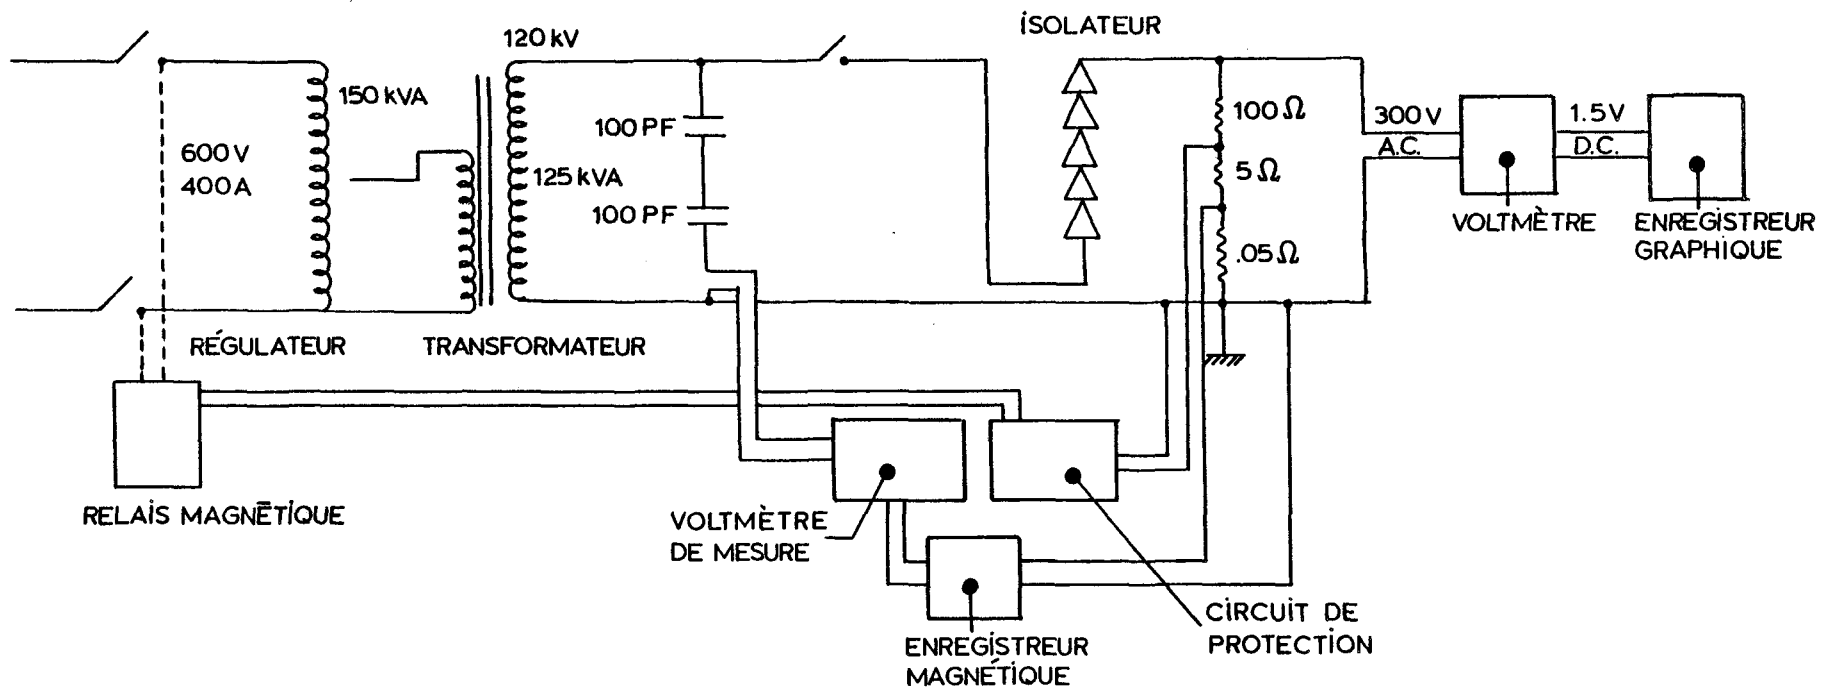 120 kV
ISOLATEUR
150 kVA
100 PF
100 Ω
300 V
A.C.
1.5 V
D.C.
600 V
400 A
125 kVA
5 Ω
100 PF
.05 Ω
VOLTMÈTRE
ENREGISTREUR
GRAPHIQUE
RÉGULATEUR
TRANSFORMATEUR
RELAIS MAGNÉTIQUE
VOLTMÈTRE
DE MESURE
CIRCUIT DE
PROTECTION
ENREGISTREUR
MAGNÉTIQUE